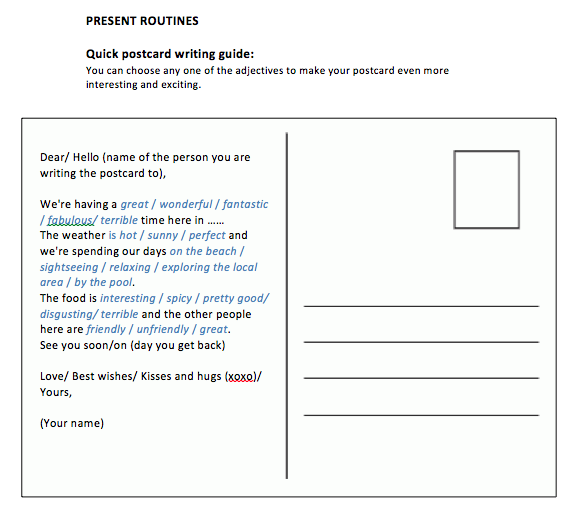 PRESENT ROUTINES
Quick postcard writing guide:
You can choose any one of the adjectives to make your postcard even more
interesting and exciting.
Dear/ Hello (name of the person you are
writing the postcard to),
We're having a great / wonderful / fantastic
/ fabulous/ terrible time here in ......
The weather is hot / sunny / perfect and
we're spending our days on the beach /
sightseeing / relaxing / exploring the local
area / by the pool.
The food is interesting / spicy / pretty good/
disgusting/ terrible and the other people
here are friendly / unfriendly / great.
See you soon/on (day you get back)
Love/ Best wishes/ Kisses and hugs (xoxo)/
Yours,
(Your name)